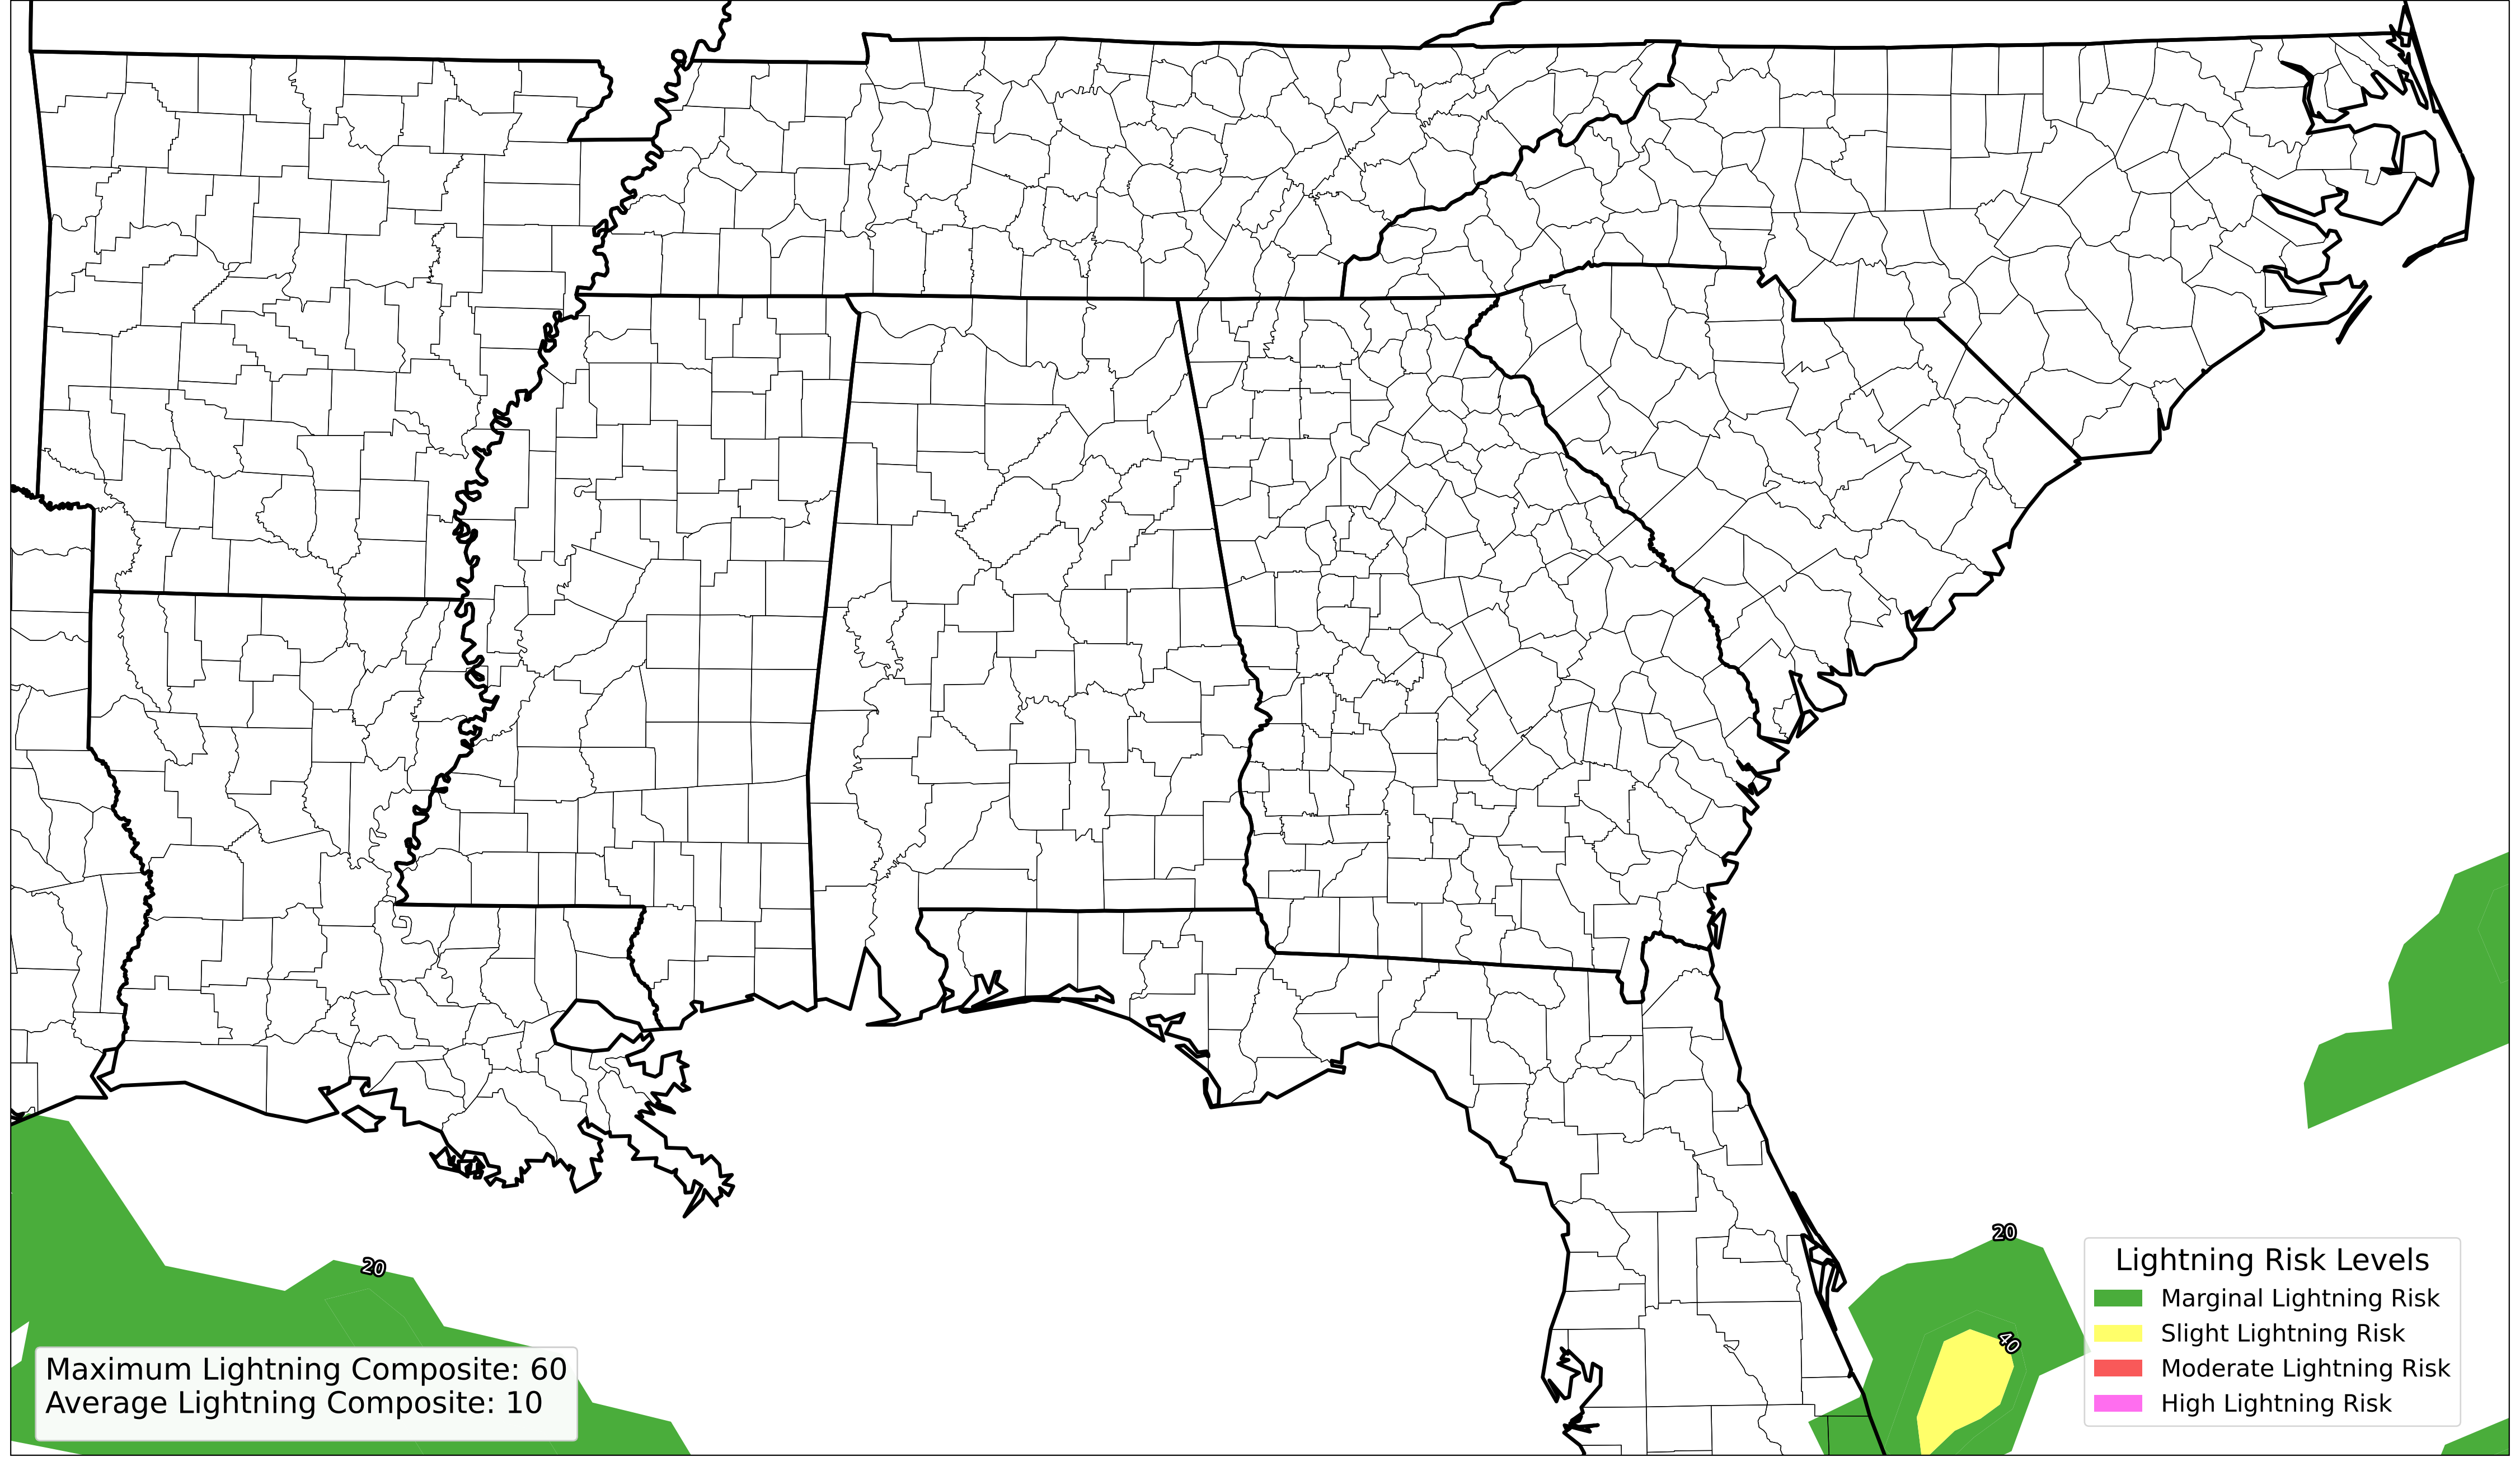 20
20
40
Maximum Lightning Composite: 60
Average Lightning Composite: 10
Lightning Risk Levels
Marginal Lightning Risk
Slight Lightning Risk
Moderate Lightning Risk
High Lightning Risk